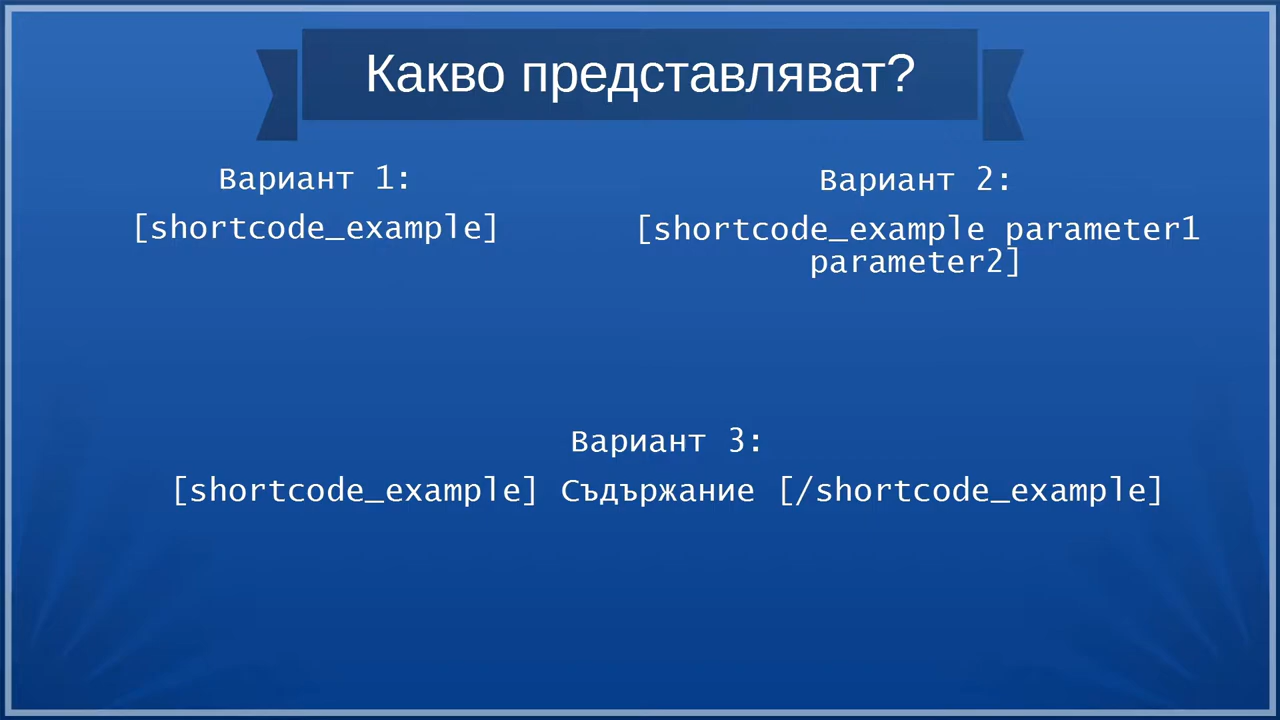 Какво представляват?
Вариант 1:
[shortcode_example]
Вариант 2:
[shortcode_example parameter1
parameter2]
Вариант 3:
[shortcode_example] Съдържание [/shortcode_example]